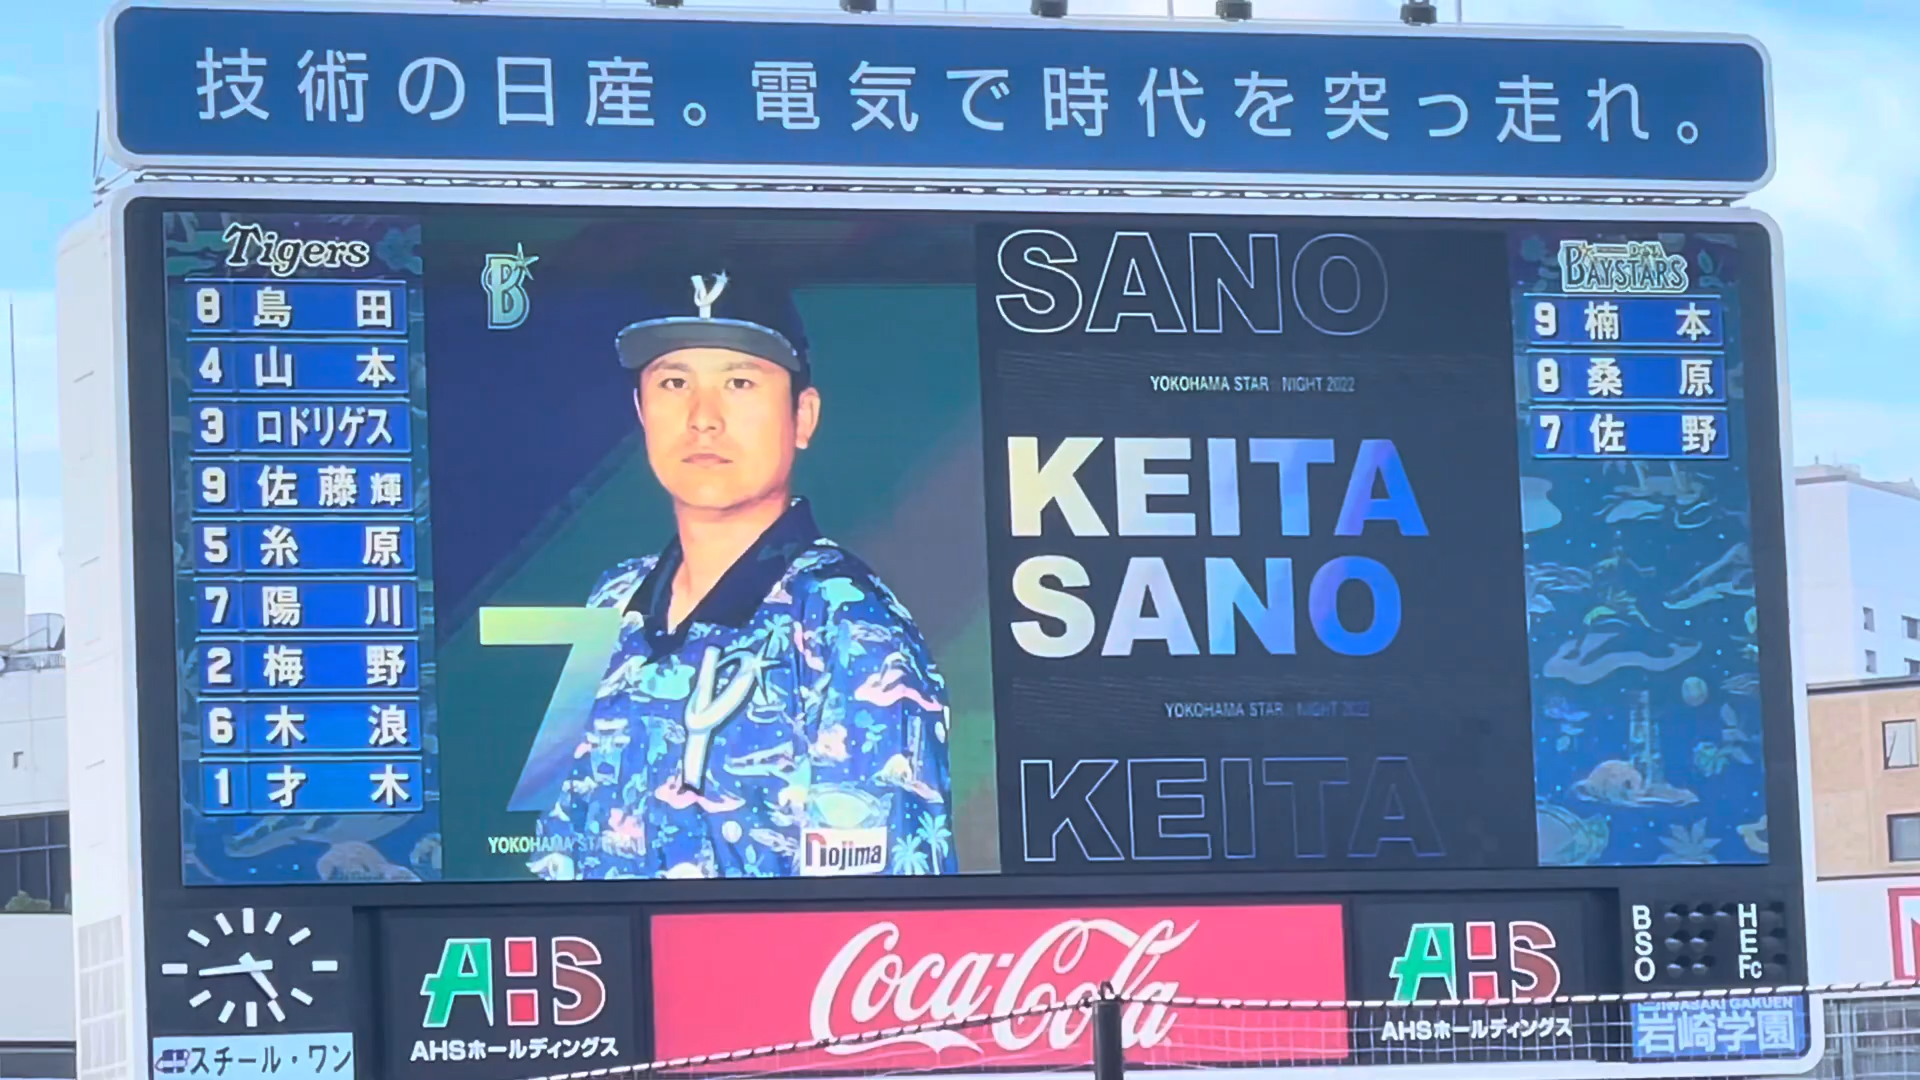 技術の日産。電気で時代を突っ走れ。
Tigers
8 島田
4 山本
3 ロドリゲス
9 佐藤輝
5 糸原
7 陽川
2 梅野
6 木浪
1 才木
B
Y
7
Y
YOKOHAMA STAR
nojima
SANO
YOKOHAMA STAR NIGHT 2022
KEITA
SANO
YOKOHAMA STAR NIGHT 2022
KEITA
DeNA
BAYSTARS
9 楠本
8 桑原
7 佐野
スチール・ワン
AHS
AHSホールディングス
Coca-Cola
AHS
AHSホールディングス
B H
S E
O Fc
IWASAKI GAKUEN
岩崎学園